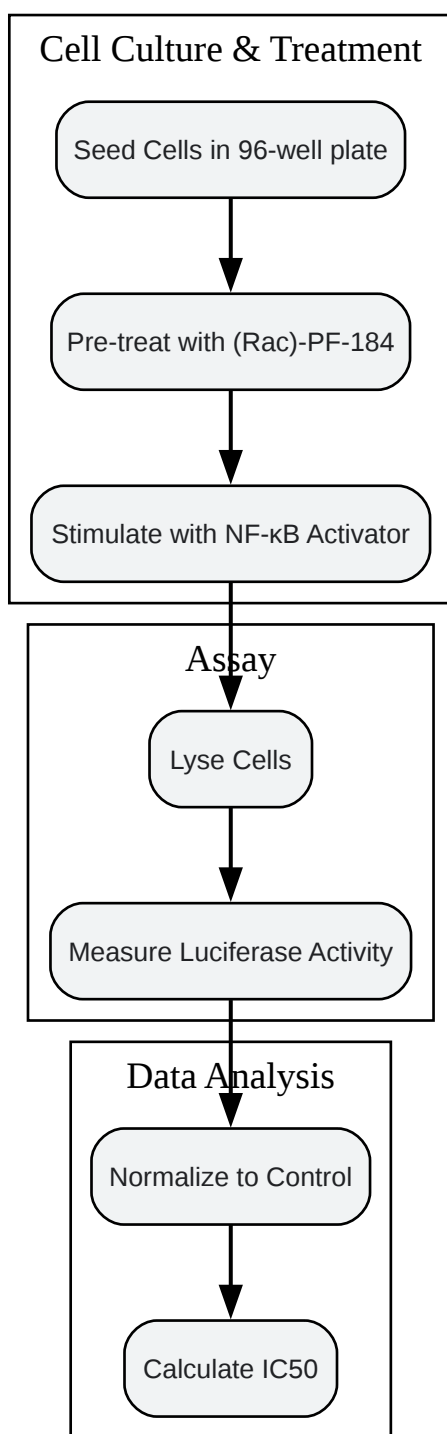 Cell Culture & Treatment
Seed Cells in 96-well plate
Pre-treat with (Rac)-PF-184
Stimulate with NF-κB Activator
Assay
Lyse Cells
Measure Luciferase Activity
Data Analysis
Normalize to Control
Calculate IC50